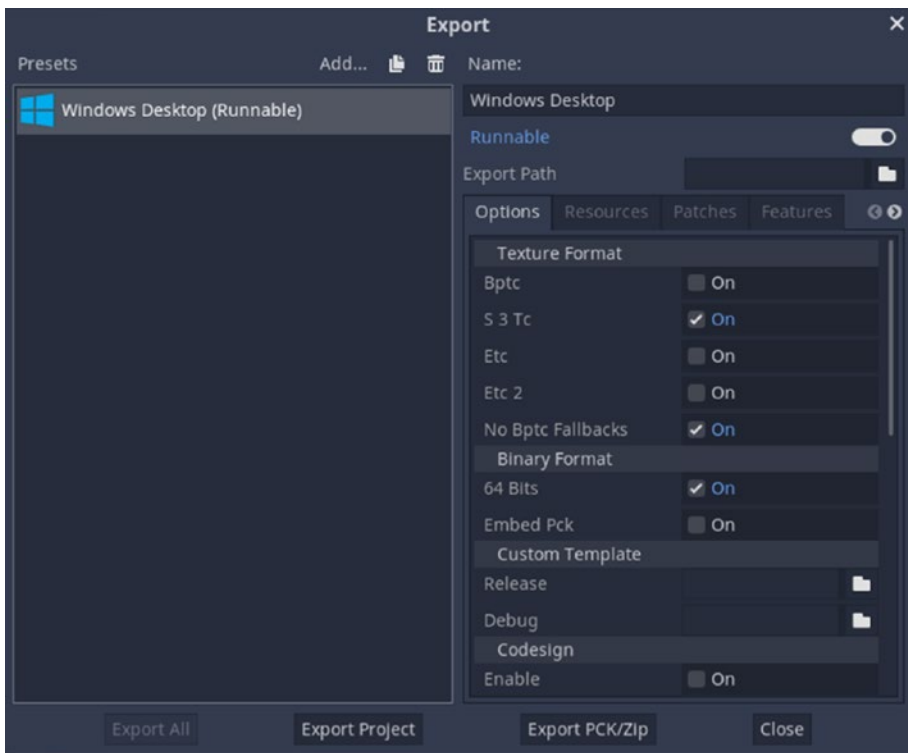 Export
Presets Add... Name:
Windows Desktop (Runnable)
Windows Desktop
Runnable
Export Path
Options Resources Patches Features
Texture Format
Bptc On
S 3 Tc On
Etc On
Etc 2 On
No Bptc Fallbacks On
Binary Format
64 Bits On
Embed Pck On
Custom Template
Release
Debug
Codesign
Enable On
Export All Export Project Export PCK/Zip Close